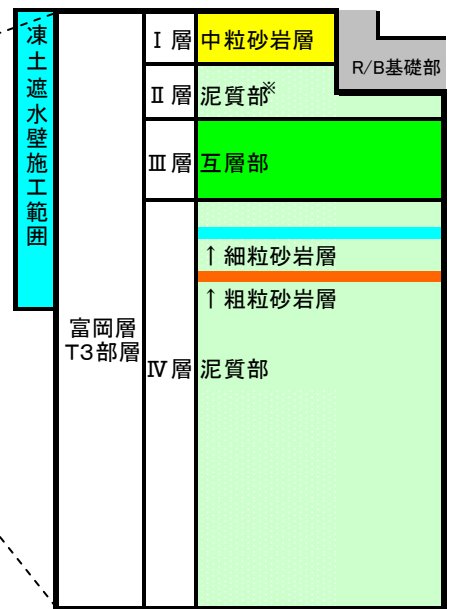 凍土遮水壁施工範囲
富岡層
T3部層
Ⅰ層 中粒砂岩層
R/B基礎部
Ⅱ層 泥質部※
Ⅲ層 互層部
↑細粒砂岩層
↑粗粒砂岩層
Ⅳ層 泥質部